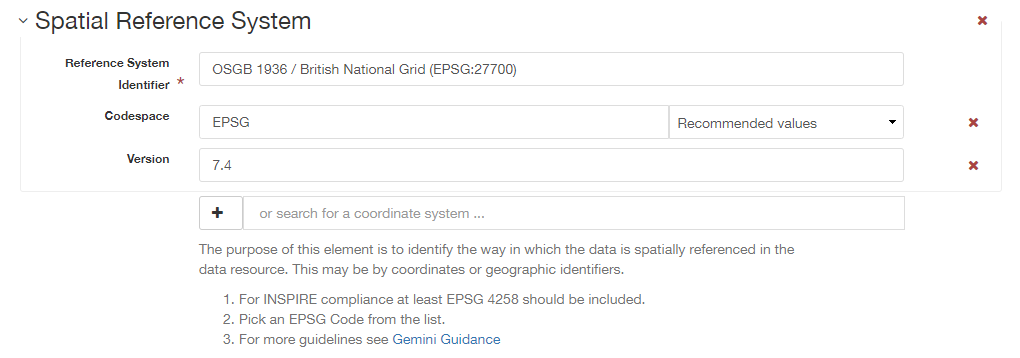 Spatial Reference System
Reference System
Identifier *
OSGB 1936 / British National Grid (EPSG:27700)
Codespace
EPSG
Recommended values
Version
7.4
+
or search for a coordinate system ...
The purpose of this element is to identify the way in which the data is spatially referenced in the
data resource. This may be by coordinates or geographic identifiers.
1. For INSPIRE compliance at least EPSG 4258 should be included.
2. Pick an EPSG Code from the list.
3. For more guidelines see Gemini Guidance